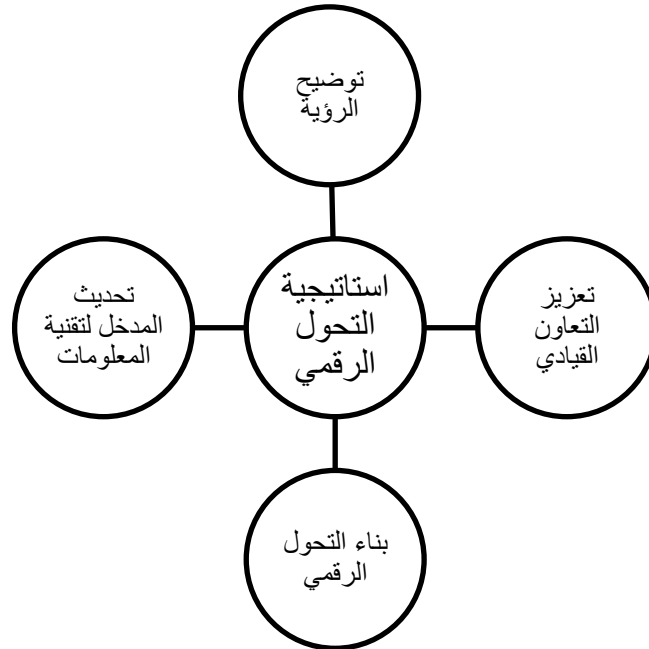 توضيح
الرؤية
استاتيجية
التحول
الرقمي
تعزيز
التعاون
القيادي
تحديث
المدخل لتقنية
المعلومات
بناء التحول
الرقمي